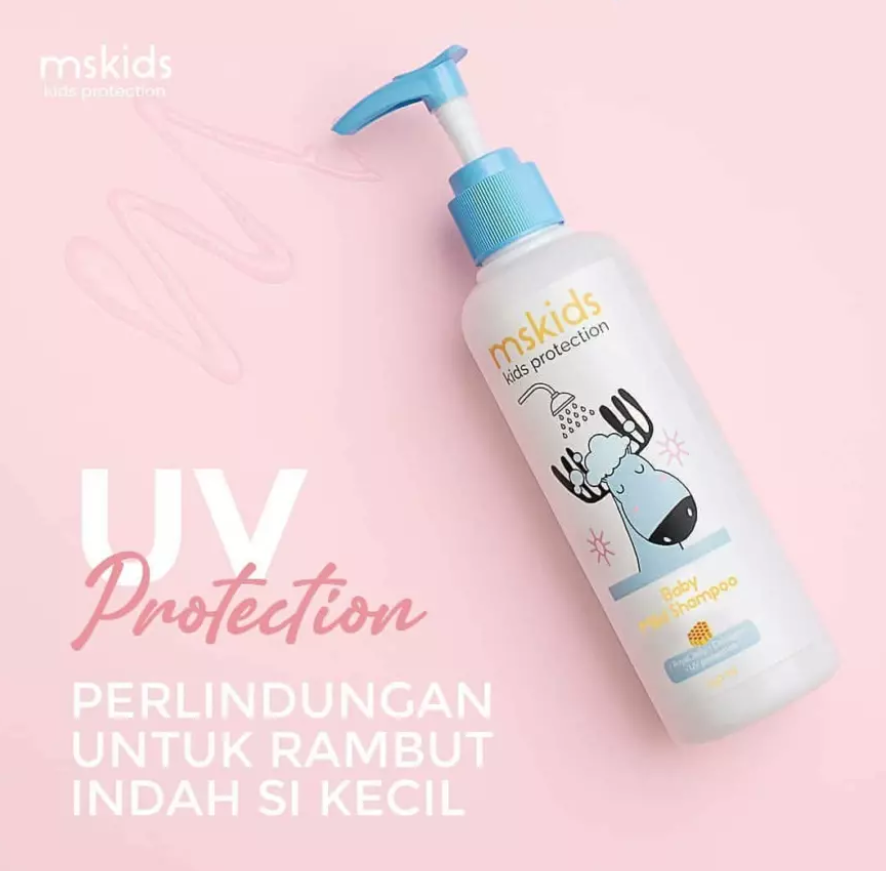 mskids
kids protection
mskids
kids protection
UV
Protection
PERLINDUNGAN
UNTUK RAMBUT
INDAH SI KECIL
Baby
Shampoo